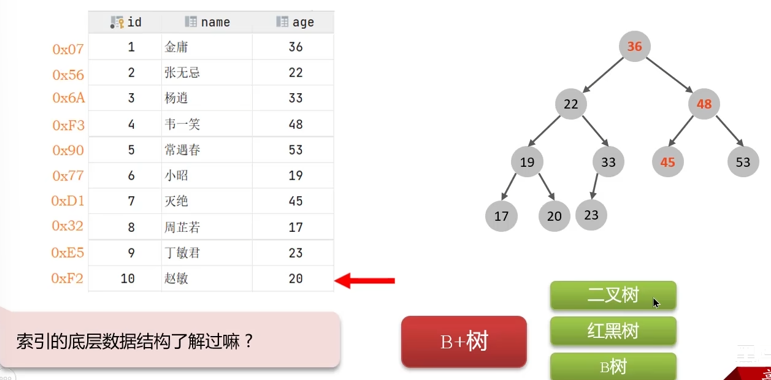 id name age
0x07 1 金庸 36
0x56 2 张无忌 22
0x6A 3 杨逍 33
0xF3 4 韦一笑 48
0x90 5 常遇春 53
0x77 6 小昭 19
0xD1 7 灭绝 45
0x32 8 周芷若 17
0xE5 9 丁敏君 23
0xF2 10 赵敏 20
36
22 48
19 33 45 53
17 20 23
索引的底层数据结构了解过嘛？
B+树
二叉树
红黑树
B树